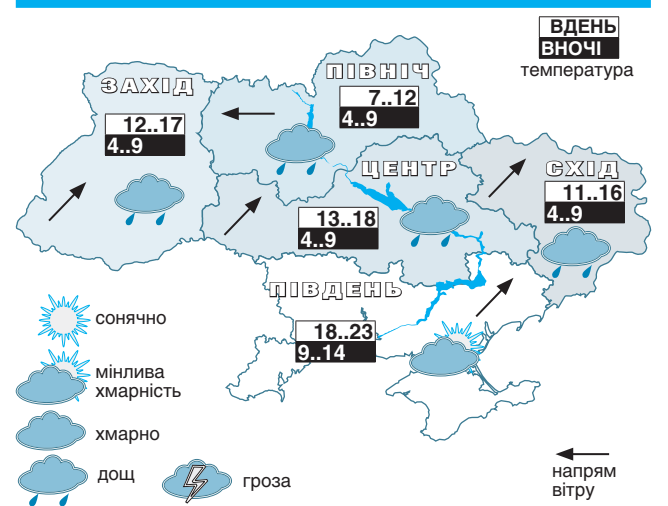 ВДЕНЬ
ВНОЧІ
температура
ПІВНІЧ
7..12
4..9
ЗАХІД
12..17
4..9
ЦЕНТР
13..18
4..9
СХІД
11..16
4..9
ПІВДЕНЬ
18..23
9..14
сонячно
мінлива
хмарність
хмарно
дощ
гроза
напрям
вітру